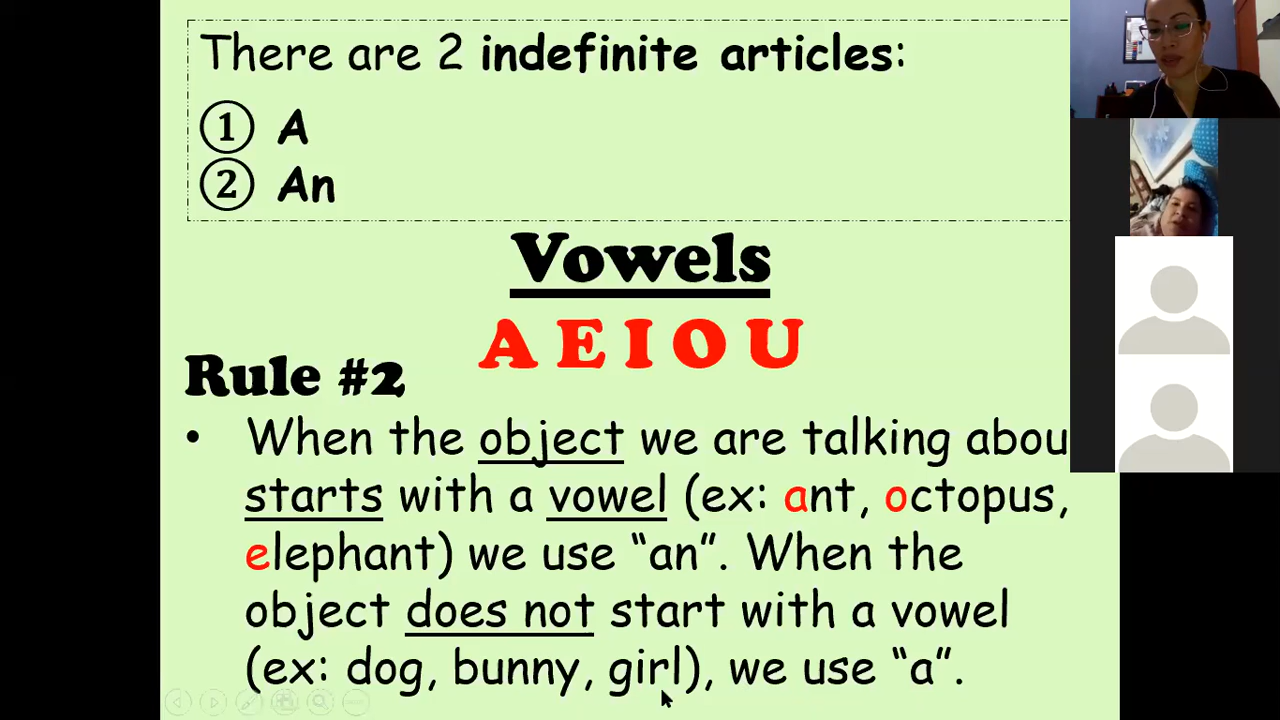 There are 2 indefinite articles:
① A
② An
Vowels
A E I O U
Rule #2
• When the object we are talking abou
starts with a vowel (ex: ant, octopus,
elephant) we use “an”. When the
object does not start with a vowel
(ex: dog, bunny, girl), we use “a”.